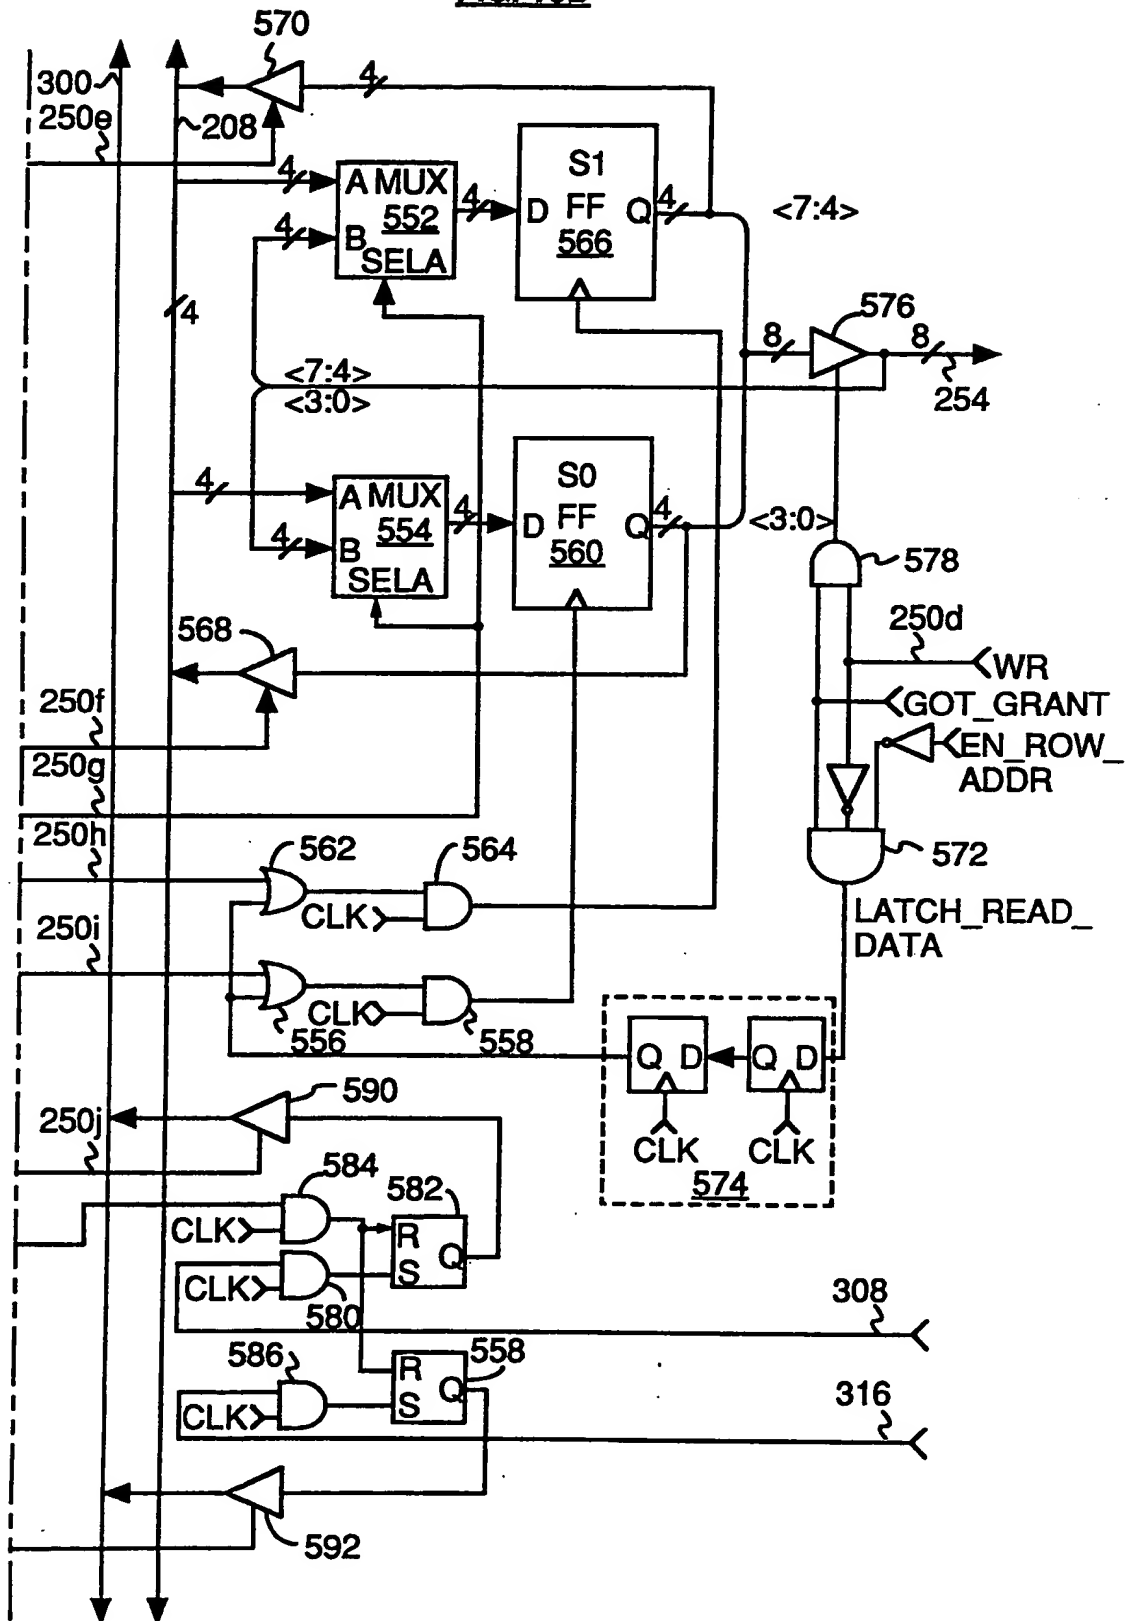 570
300
4
250e
208
4
A MUX
4
S1
D FF Q
4
<7:4>
552
566
4
B
SELA
4
576
8
8
<7:4>
<3:0>
254
4
A MUX
4
S0
D FF Q
4
<3:0>
554
560
4
B
SELA
578
568
250d
WR
250f
GOT_GRANT
250g
EN_ROW_
ADDR
250h
562
564
572
CLK
LATCH_READ_
DATA
250i
CLK
556
558
Q D
Q D
590
250j
CLK
CLK
584
582
574
CLK
R
Q
S
CLK
580
308
586
558
R
Q
S
CLK
316
592